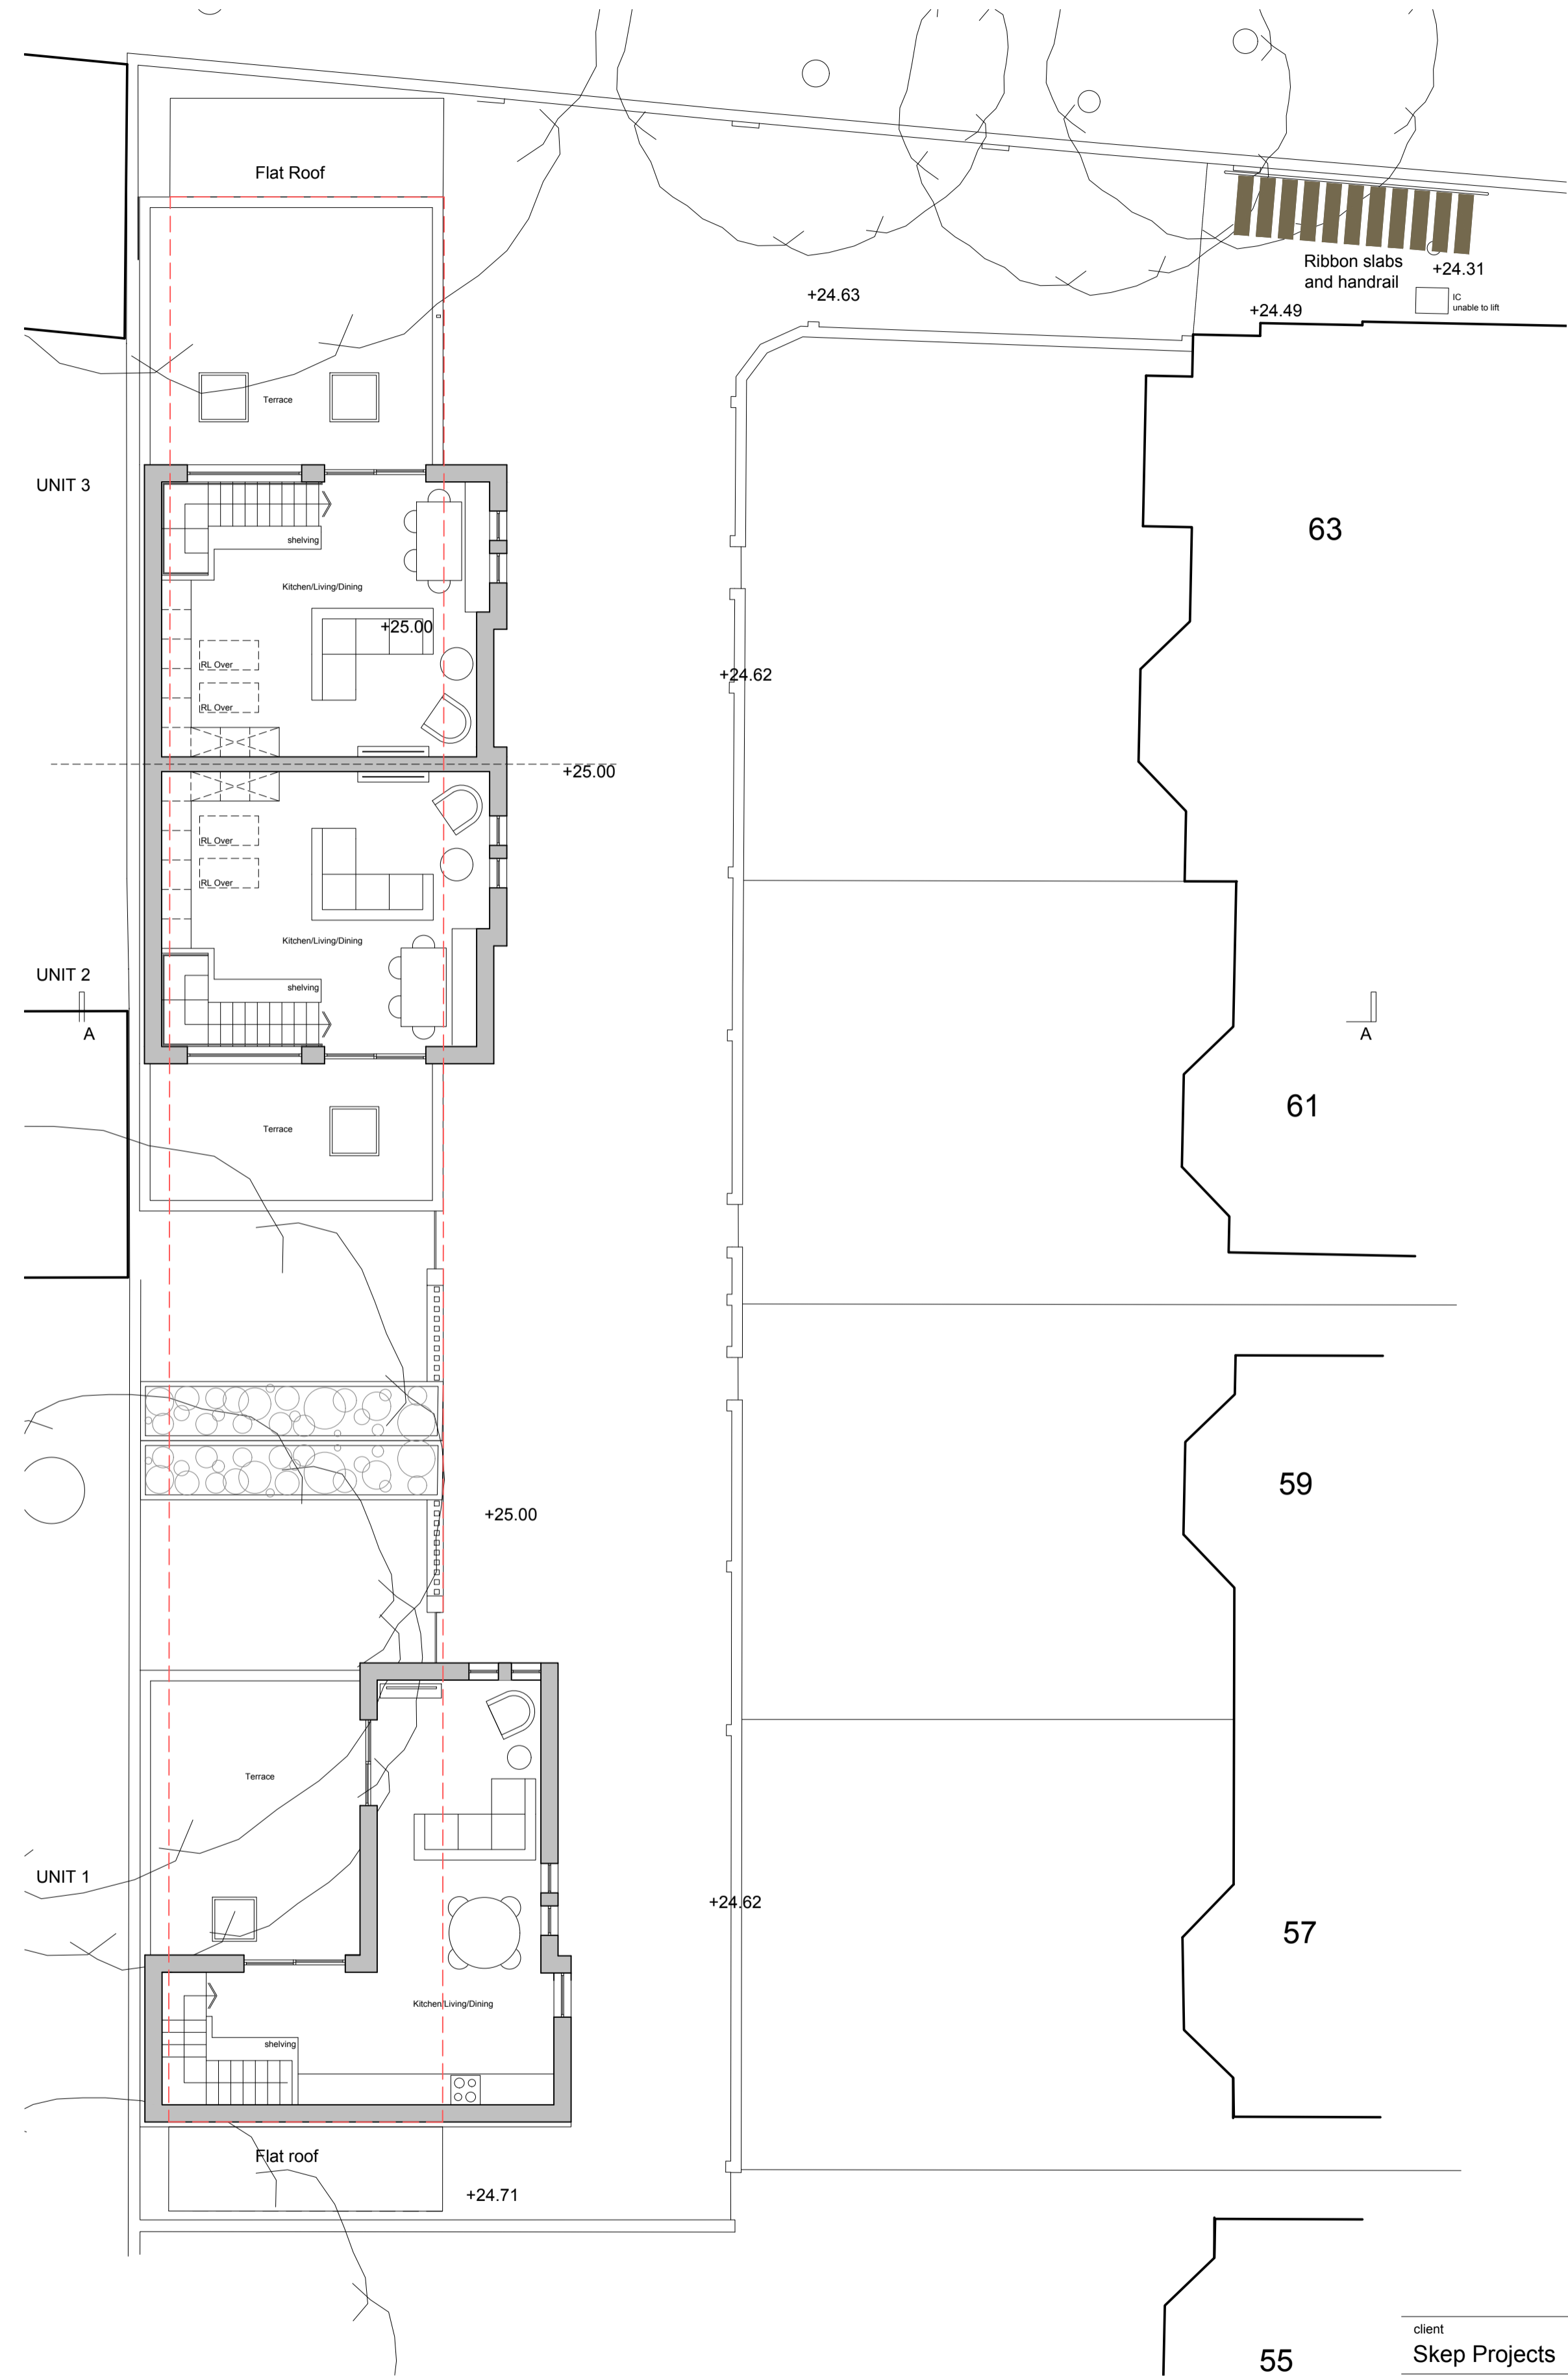 Flat Roof
Ribbon slabs
and handrail
+24.31
IC
unable to lift
+24.63
+24.49
Terrace
UNIT 3
63
shelving
Kitchen/Living/Dining
+25.00
RL Over
+24.62
RL Over
+25.00
RL Over
RL Over
Kitchen/Living/Dining
UNIT 2
shelving
A
A
61
Terrace
59
+25.00
Terrace
UNIT 1
+24.62
57
Kitchen/Living/Dining
shelving
Flat roof
+24.71
client
Skep Projects
55